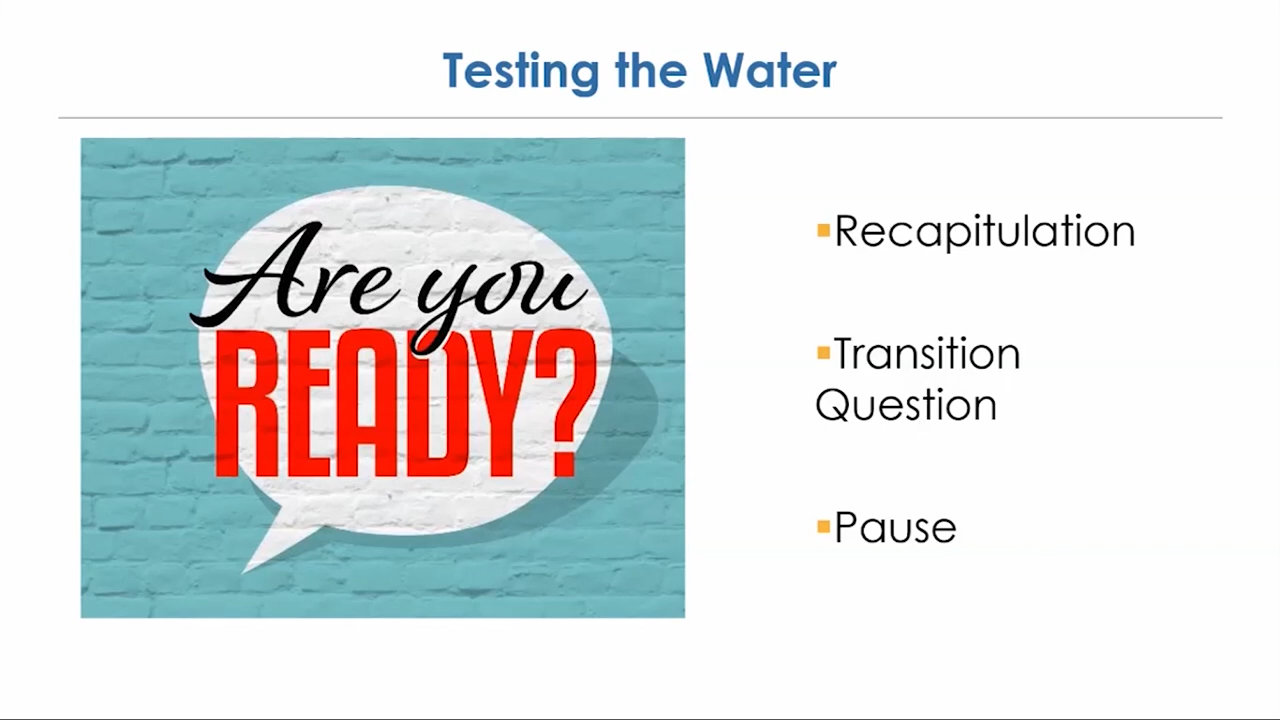 Testing the Water
Are you
READY?
▪Recapitulation
▪Transition
Question
▪Pause